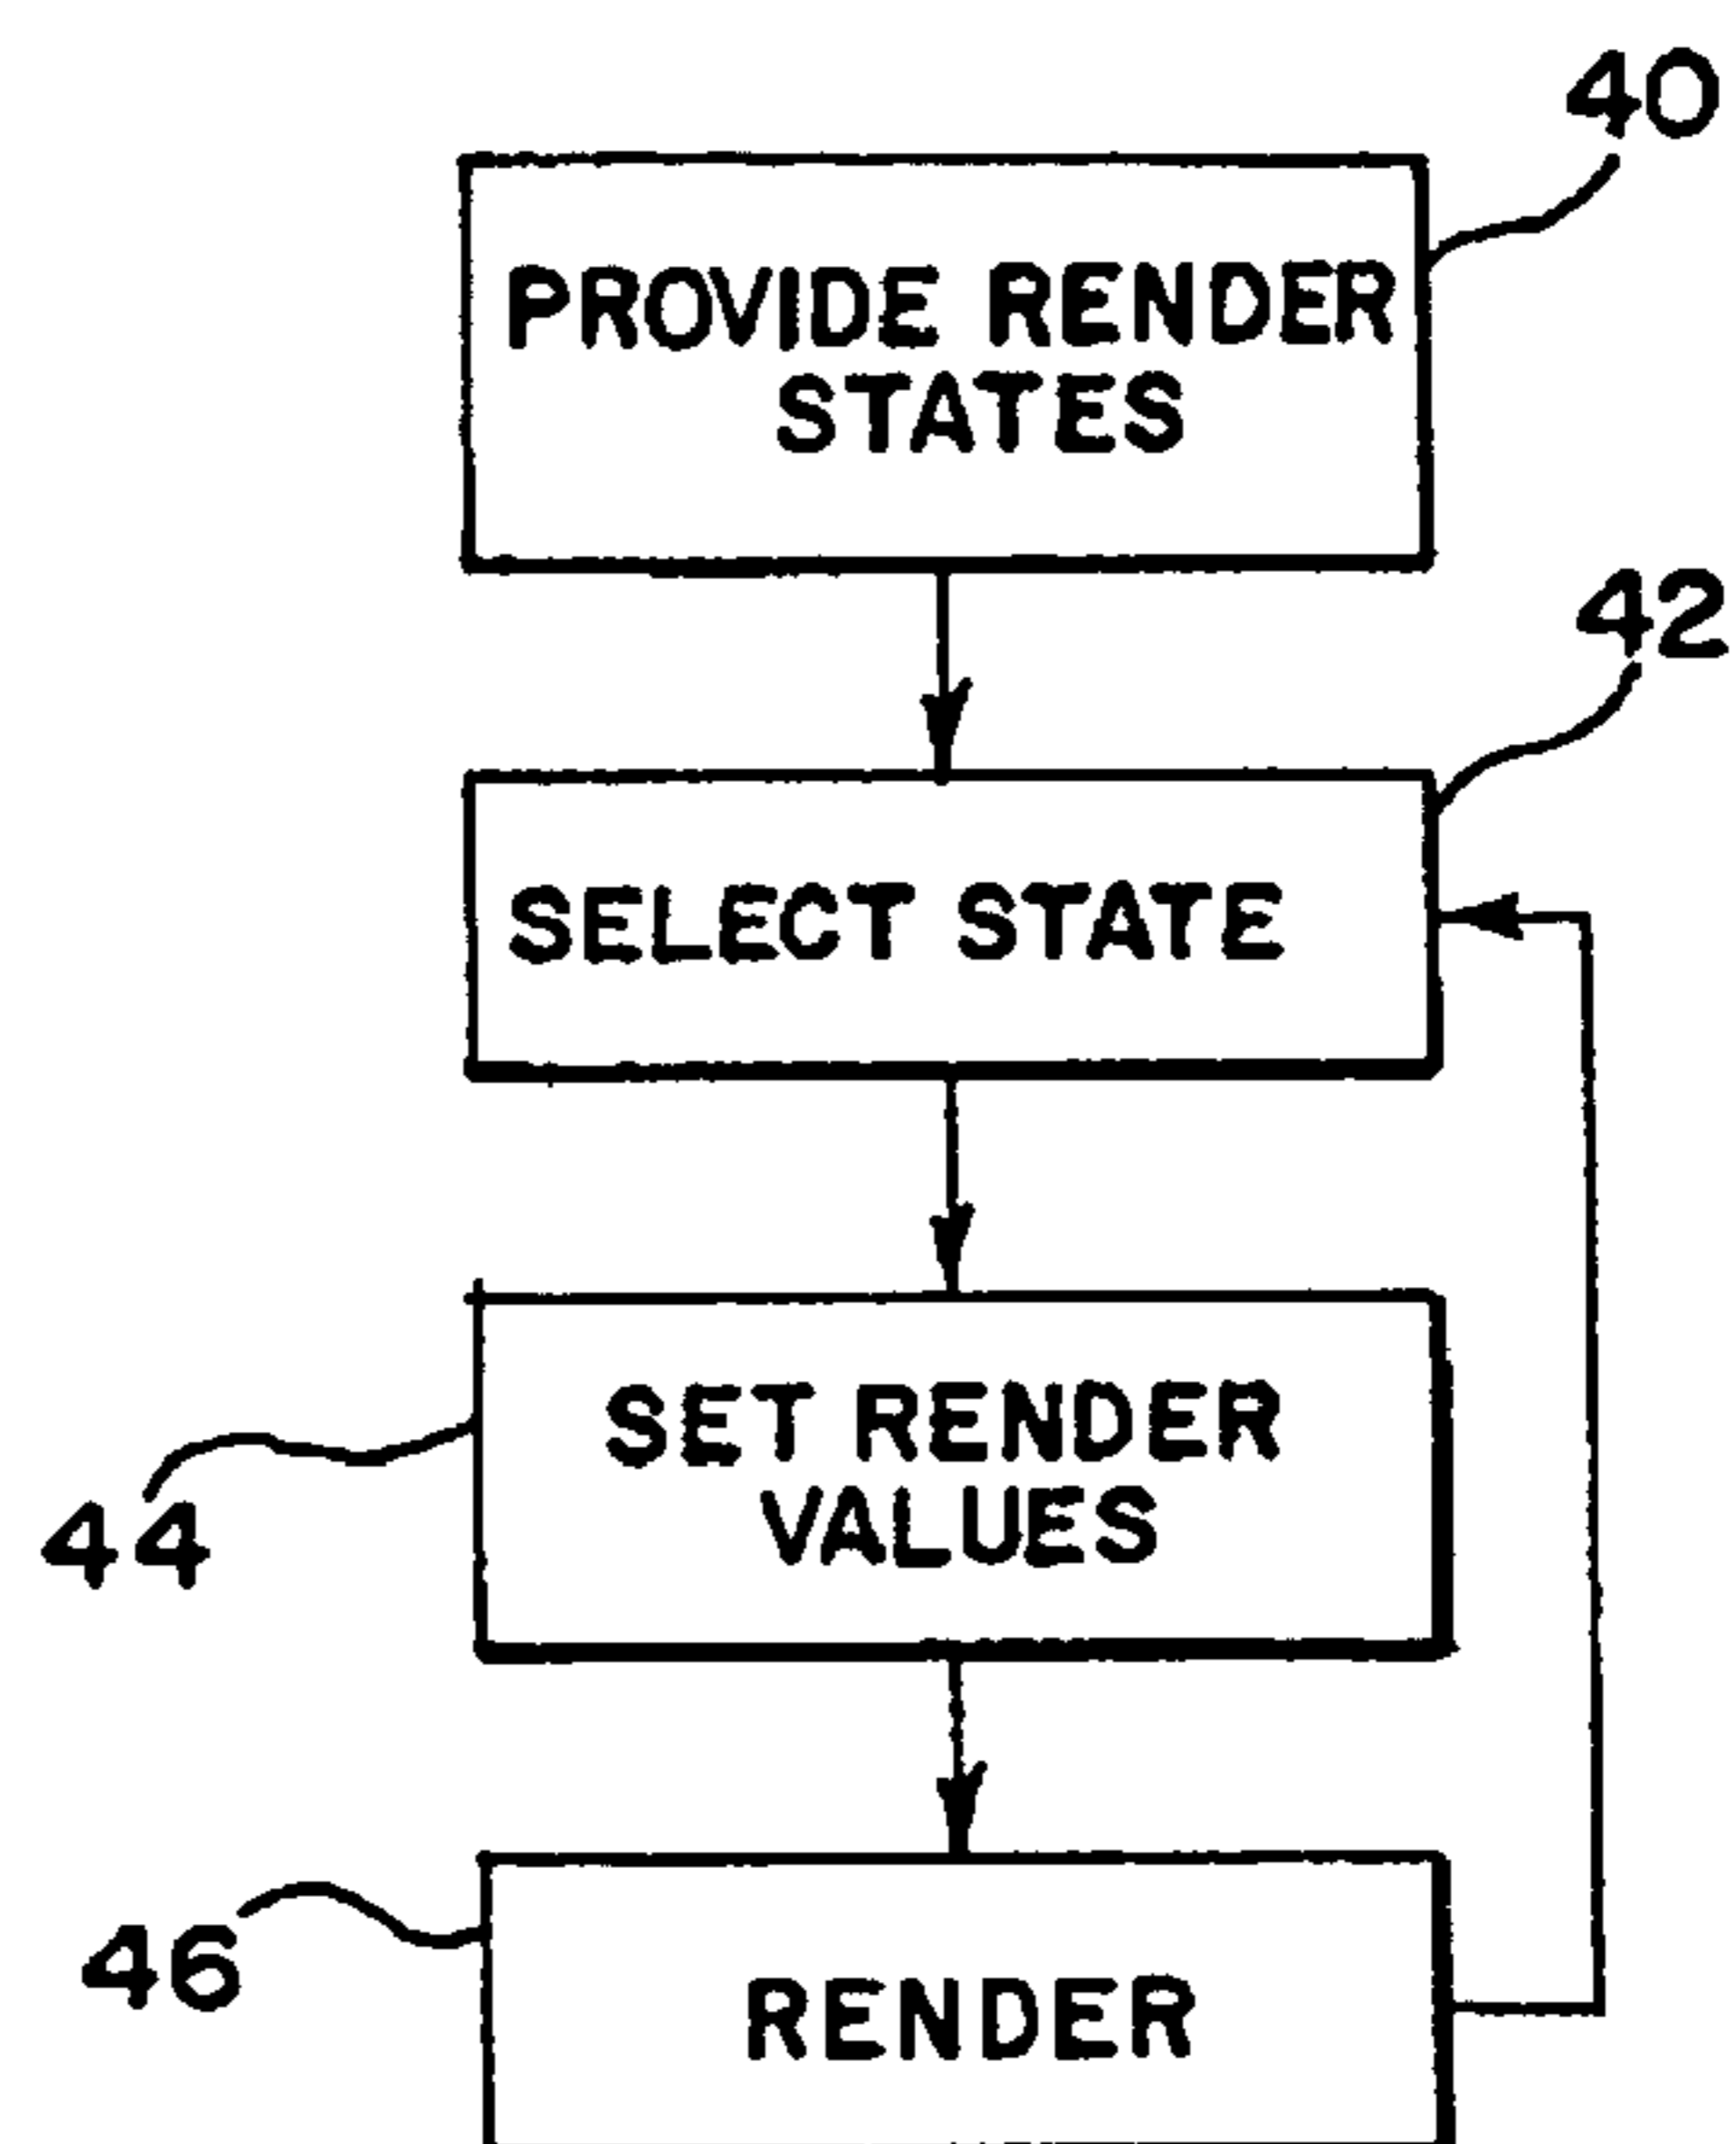 40
PROVIDE RENDER
STATES
42
SELECT STATE
SET RENDER
VALUES
44
46
RENDER